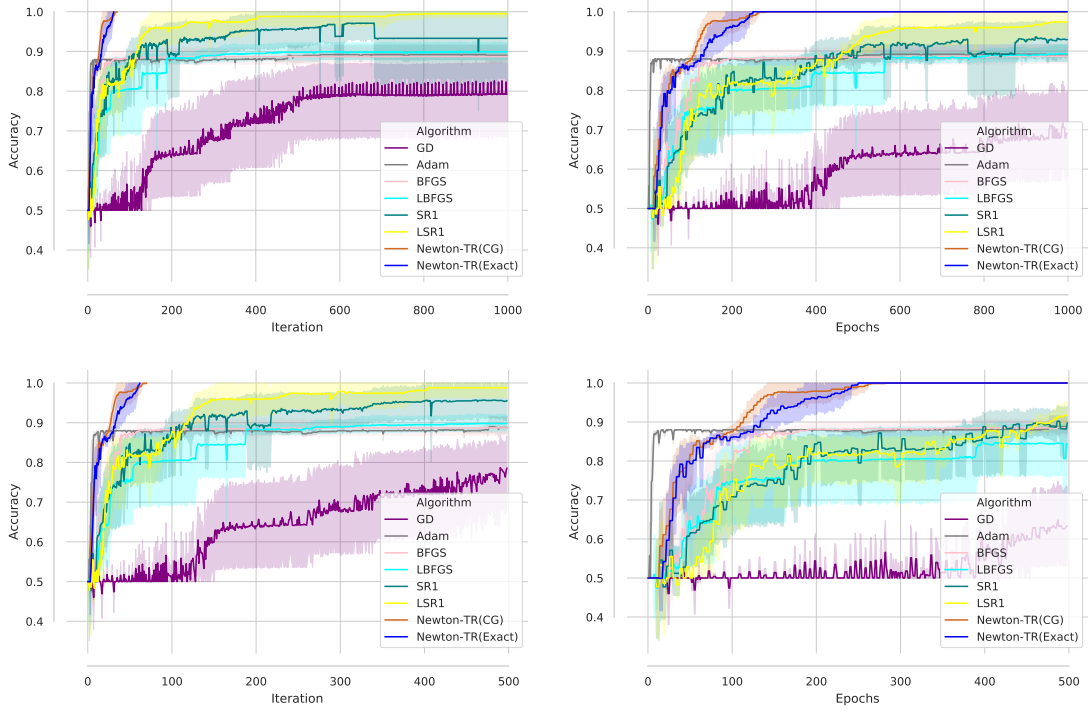 1.0
0.9
0.8
0.7
0.6
0.5
0.4
Accuracy
Algorithm
GD
Adam
BFGS
LBFGS
SR1
LSR1
Newton-TR(CG)
Newton-TR(Exact)
0 200 400 600 800 1000
Iteration
1.0
0.9
0.8
0.7
0.6
0.5
0.4
Accuracy
Algorithm
GD
Adam
BFGS
LBFGS
SR1
LSR1
Newton-TR(CG)
Newton-TR(Exact)
0 200 400 600 800 1000
Epochs
1.0
0.9
0.8
0.7
0.6
0.5
0.4
Accuracy
Algorithm
GD
Adam
BFGS
LBFGS
SR1
LSR1
Newton-TR(CG)
Newton-TR(Exact)
0 100 200 300 400 500
Iteration
1.0
0.9
0.8
0.7
0.6
0.5
0.4
Accuracy
Algorithm
GD
Adam
BFGS
LBFGS
SR1
LSR1
Newton-TR(CG)
Newton-TR(Exact)
0 100 200 300 400 500
Epochs